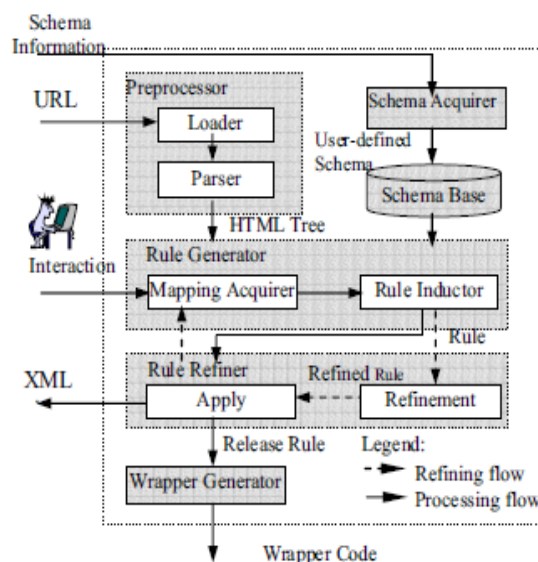 Schema
Information
URL
Preprocessor
Loader
Parser
Schema Acquirer
User-defined
Schema
Schema Base
HTML Tree
Interaction
Rule Generator
Mapping Acquirer
Rule Inductor
Rule
Rule Refiner
Refined Rule
XML
Apply
Refinement
Release Rule
Legend:
Refining flow
Processing flow
Wrapper Generator
Wrapper Code